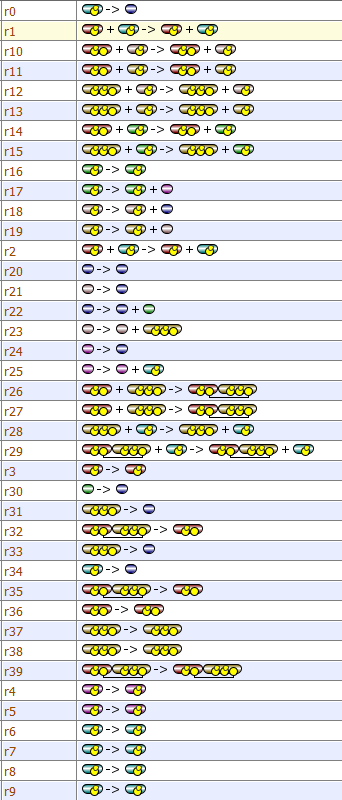 r0 ->
r1 + -> +
r10 + -> +
r11 + -> +
r12 + -> +
r13 + -> +
r14 + -> +
r15 + -> +
r16 ->
r17 -> +
r18 -> +
r19 -> +
r2 + -> +
r20 ->
r21 ->
r22 -> +
r23 -> +
r24 ->
r25 -> +
r26 + ->
r27 + ->
r28 + -> +
r29 + -> +
r3 ->
r30 ->
r31 ->
r32 ->
r33 ->
r34 ->
r35 ->
r36 ->
r37 ->
r38 ->
r39 ->
r4 ->
r5 ->
r6 ->
r7 ->
r8 ->
r9 ->